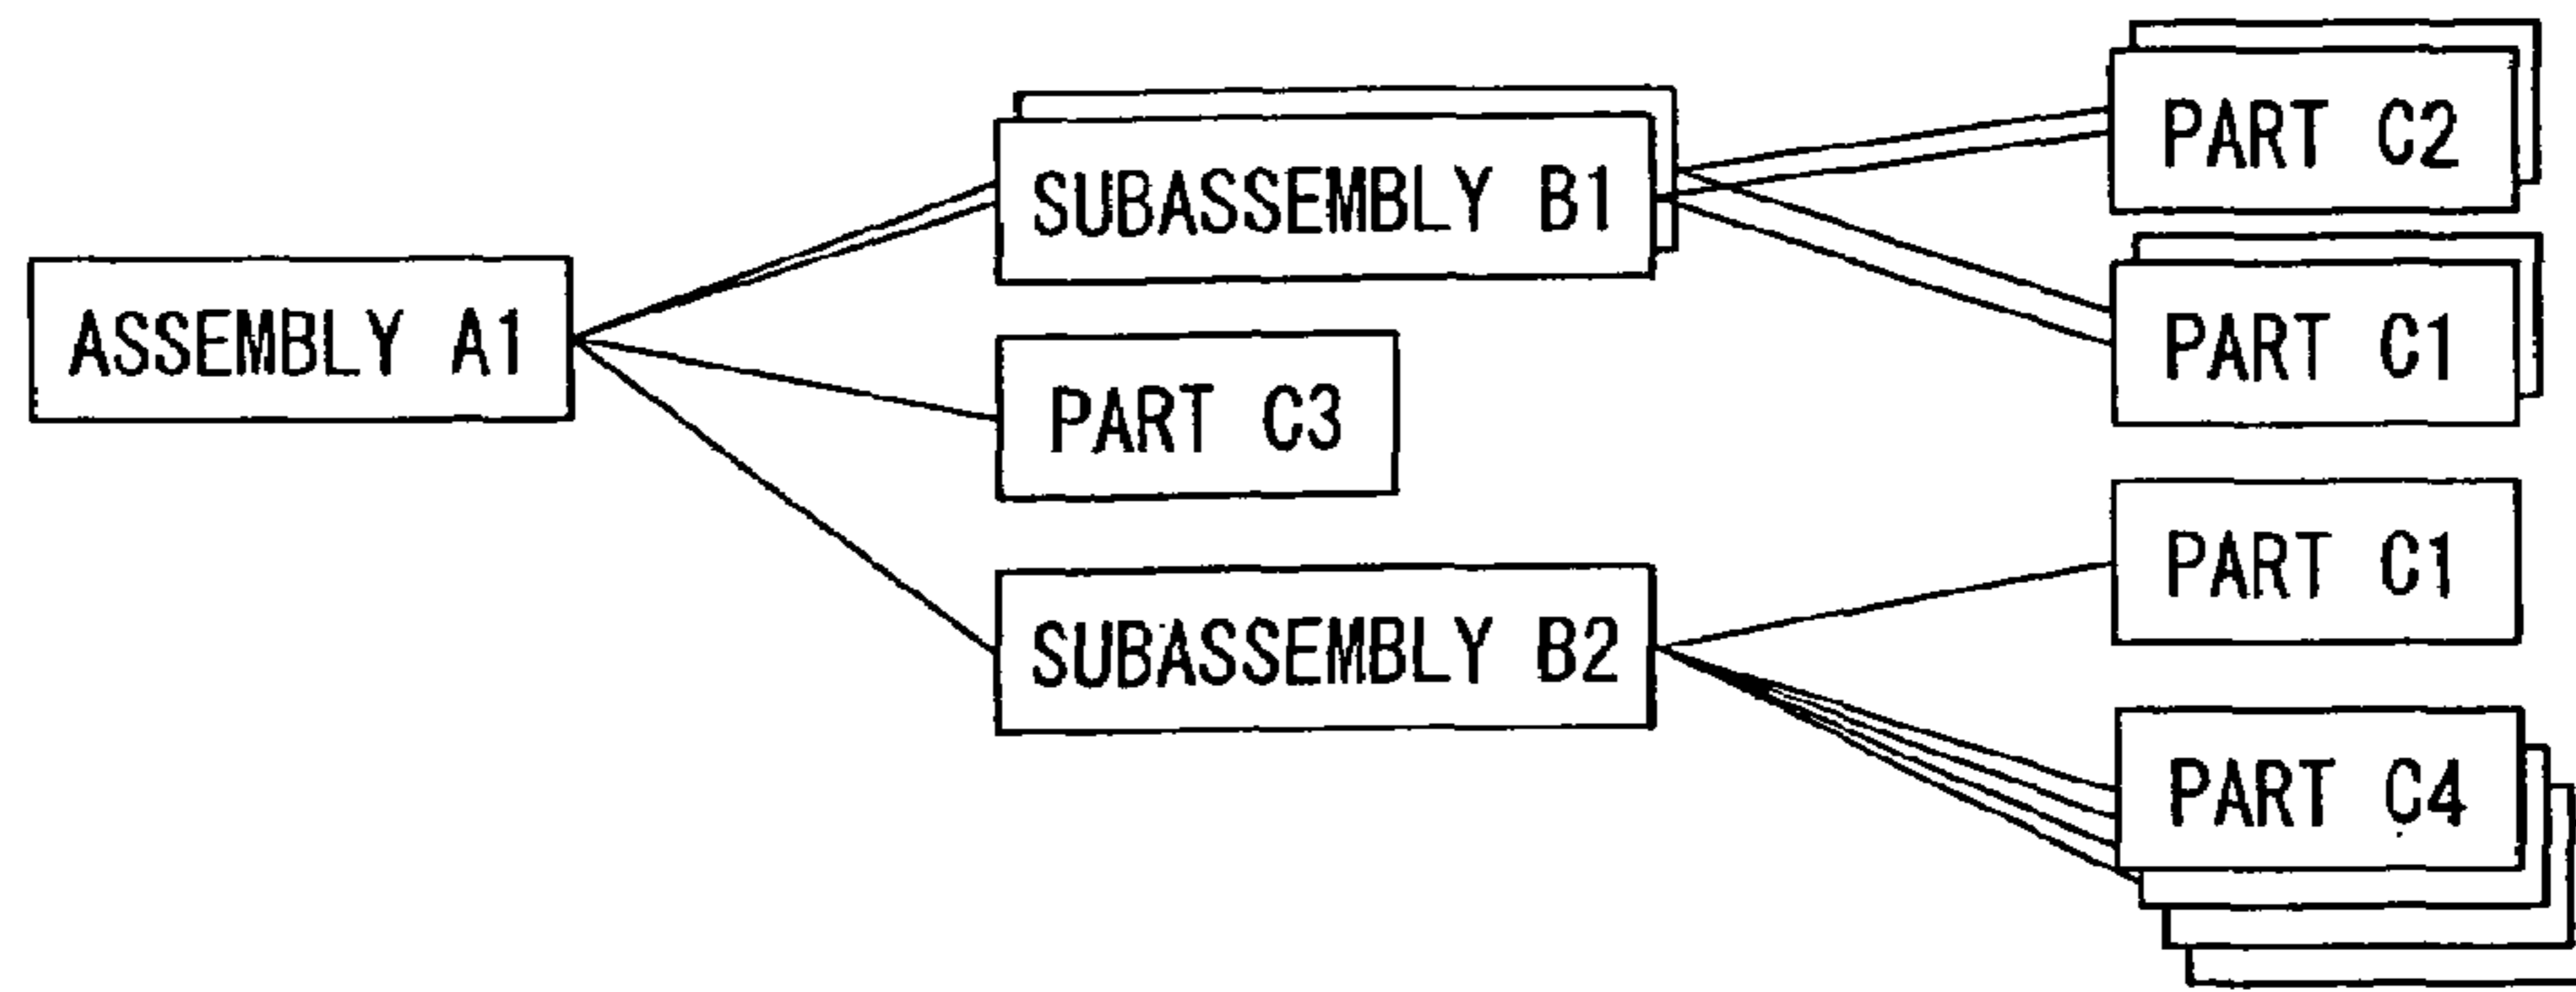 ASSEMBLY A1
SUBASSEMBLY B1
PART C3
SUBASSEMBLY B2
PART C2
PART C1
PART C1
PART C4